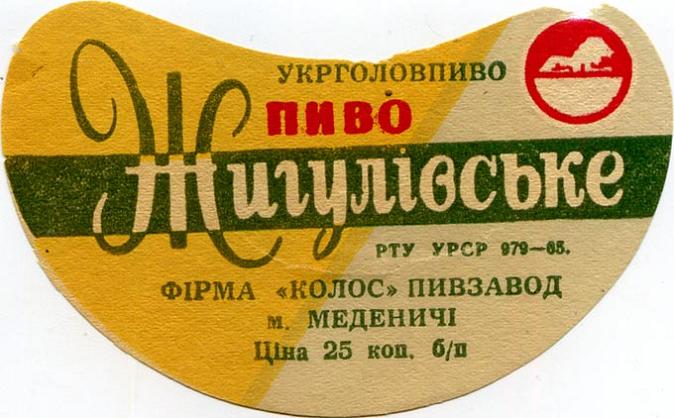 УКРГОЛОВПИВО
ПИВО
Жигулівське
РТУ УРСР 979—65.
ФІРМА «КОЛОС» ПИВЗАВОД
м. МЕДЕНИЧІ
Ціна 25 коп. б/п